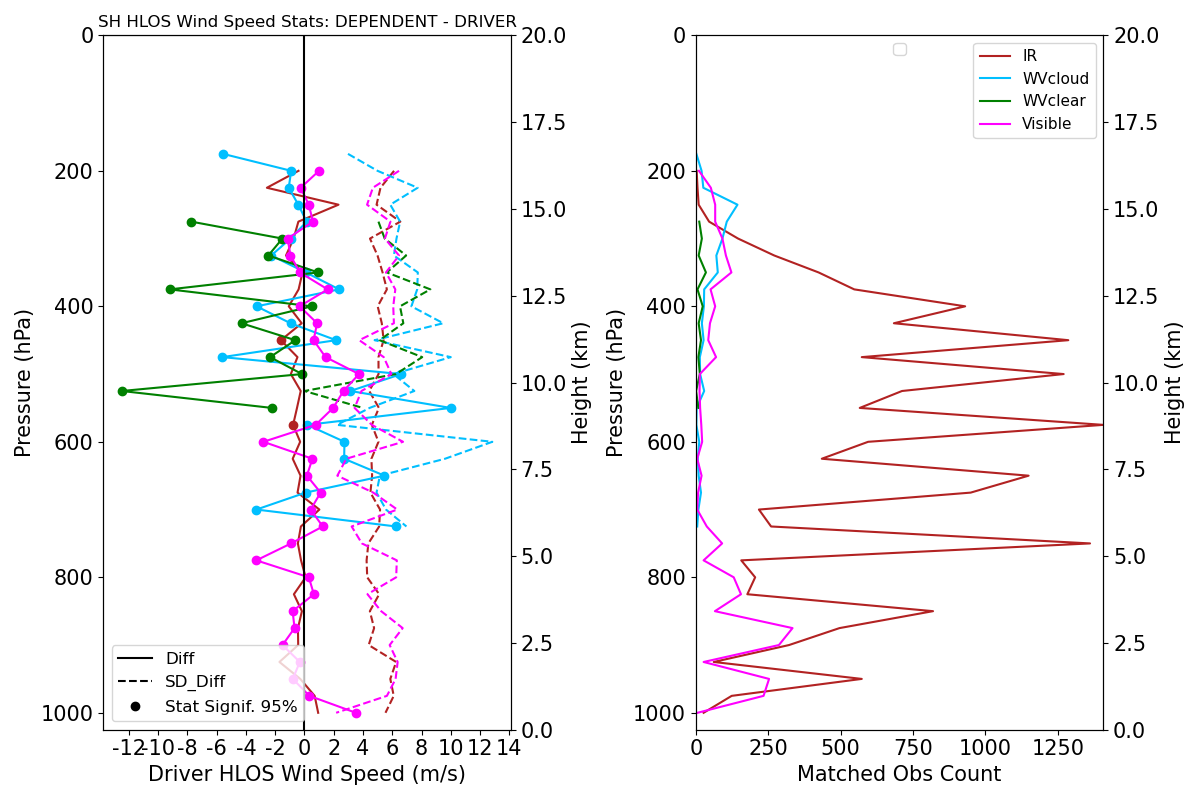 SH HLOS Wind Speed Stats: DEPENDENT - DRIVER
0
200
400
600
800
1000
Pressure (hPa)
20.0
17.5
15.0
12.5
10.0
7.5
5.0
2.5
0.0
Height (km)
Diff
SD_Diff
Stat Signif. 95%
-12 -10 -8 -6 -4 -2 0 2 4 6 8 10 12 14
Driver HLOS Wind Speed (m/s)
0
200
400
600
800
1000
Pressure (hPa)
IR
WVcloud
WVclear
Visible
20.0
17.5
15.0
12.5
10.0
7.5
5.0
2.5
0.0
Height (km)
0 250 500 750 1000 1250
Matched Obs Count